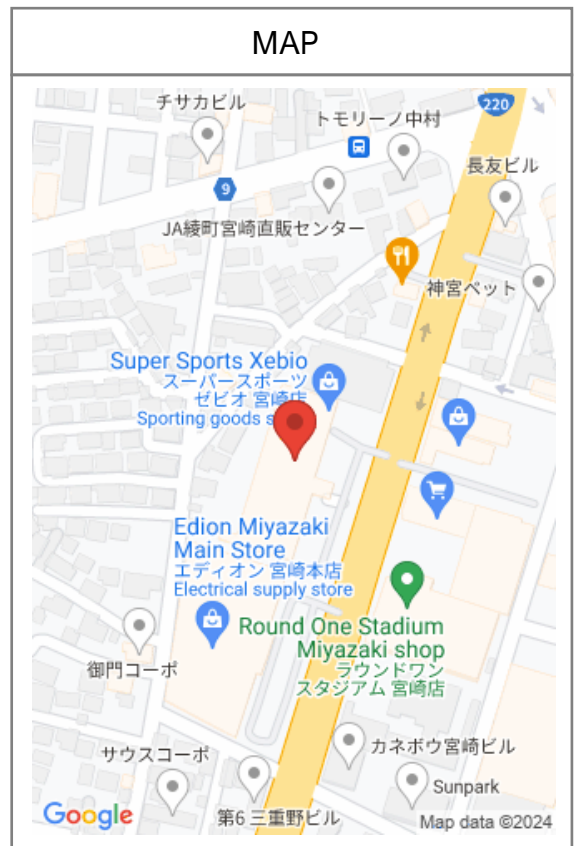 MAP
220
チサカビル
トモリーノ中村
長友ビル
9
JA綾町宮崎直販センター
神宮ペット
Super Sports Xebio
スーパースポーツ
ゼビオ 宮崎店
Sporting goods s
Edion Miyazaki
Main Store
エディオン 宮崎本店
Electrical supply store
Round One Stadium
Miyazaki shop
ラウンドワン
スタジアム 宮崎店
御門コーポ
カネボウ宮崎ビル
サウスコーポ
Sunpark
第6 三重野ビル
Google
Map data ©2024